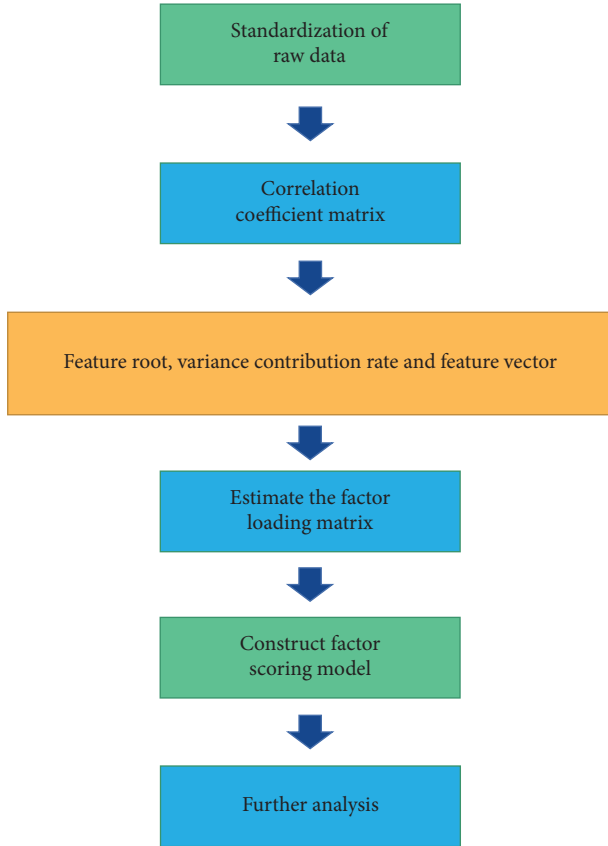 Standardization of
raw data
Correlation
coefficient matrix
Feature root, variance contribution rate and feature vector
Estimate the factor
loading matrix
Construct factor
scoring model
Further analysis